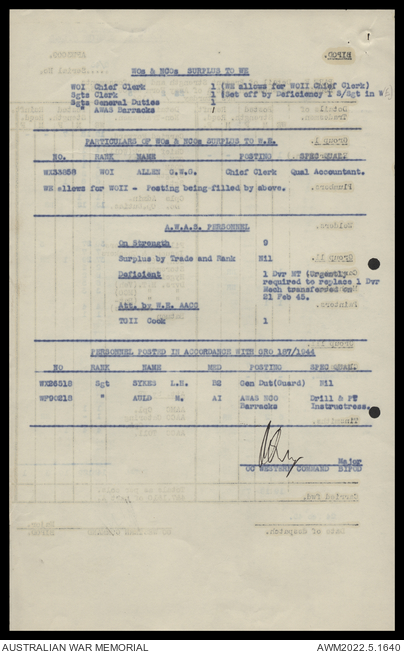 WOs & NCOs SURPLUS TO WE
WOI Chief Clerk 1 (WE allows for WOII Chief Clerk)
Sgts Clerk 1 (Set off by Deficiency 1 S/Sgt in
Sgts General Duties 1
" AWAS Barracks 1
PARTICULARS OF WOs & NCOs SURPLUS TO W.E.
NO. RANK NAME POSTING SPEC QUAL
WX33858 WOI ALLEN G.W.G. Chief Clerk Qual Accountant.
WE allows for WOII - Posting being filled by above.
A.W.A.S. PERSONNEL
On Strength 9
Surplus by Trade and Rank Nil
Deficient 1 Dvr MT (Urgently
required to replace 1 Dvr
Mech transferred on
21 Feb 45.
Att. by W.E. AACC
TGII Cook 1
PERSONNEL POSTED IN ACCORDANCE WITH GRO 187/1944
NO RANK NAME MED POSTING SPEC QUAL.
WX26518 Sgt SYKES L.H. B2 Gen Dut(Guard) Nil
WF90218 " AULD M. AI AWAS NCO Drill & PT
Barracks Instructress.
Major
OC WESTERN COMMAND BIPOD
AUSTRALIAN WAR MEMORIAL
AWM2022.5.1640